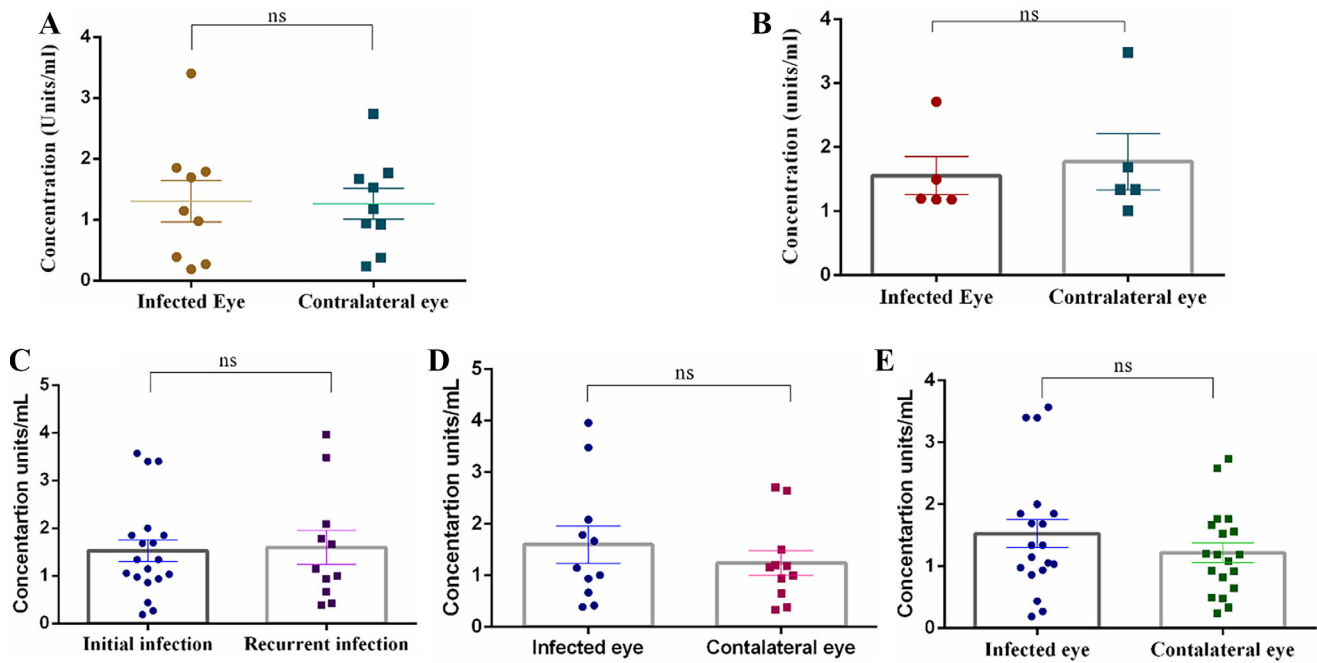 A
ns
Concentration (Units/ml)
4
3
2
1
0
Infected Eye
Contralateral eye
B
ns
Concentration (units/ml)
4
3
2
1
0
Infected Eye
Contralateral eye
C
ns
Concentartion units/mL
5
4
3
2
1
0
Initial infection
Recurrent infection
D
ns
Concentartion units/mL
5
4
3
2
1
0
Infected eye
Contalateral eye
E
ns
Concentartion units/mL
4
3
2
1
0
Infected eye
Contalateral eye